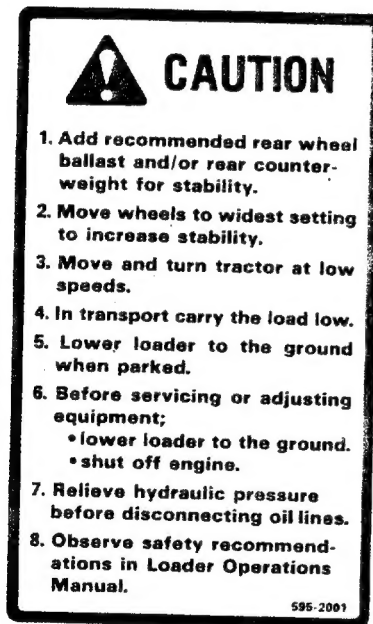 CAUTION
1. Add recommended rear wheel
ballast and/or rear counter-
weight for stability.
2. Move wheels to widest setting
to increase stability.
3. Move and turn tractor at low
speeds.
4. In transport carry the load low.
5. Lower loader to the ground
when parked.
6. Before servicing or adjusting
equipment;
• lower loader to the ground.
• shut off engine.
7. Relieve hydraulic pressure
before disconnecting oil lines.
8. Observe safety recommend-
ations in Loader Operations
Manual.
595-2001